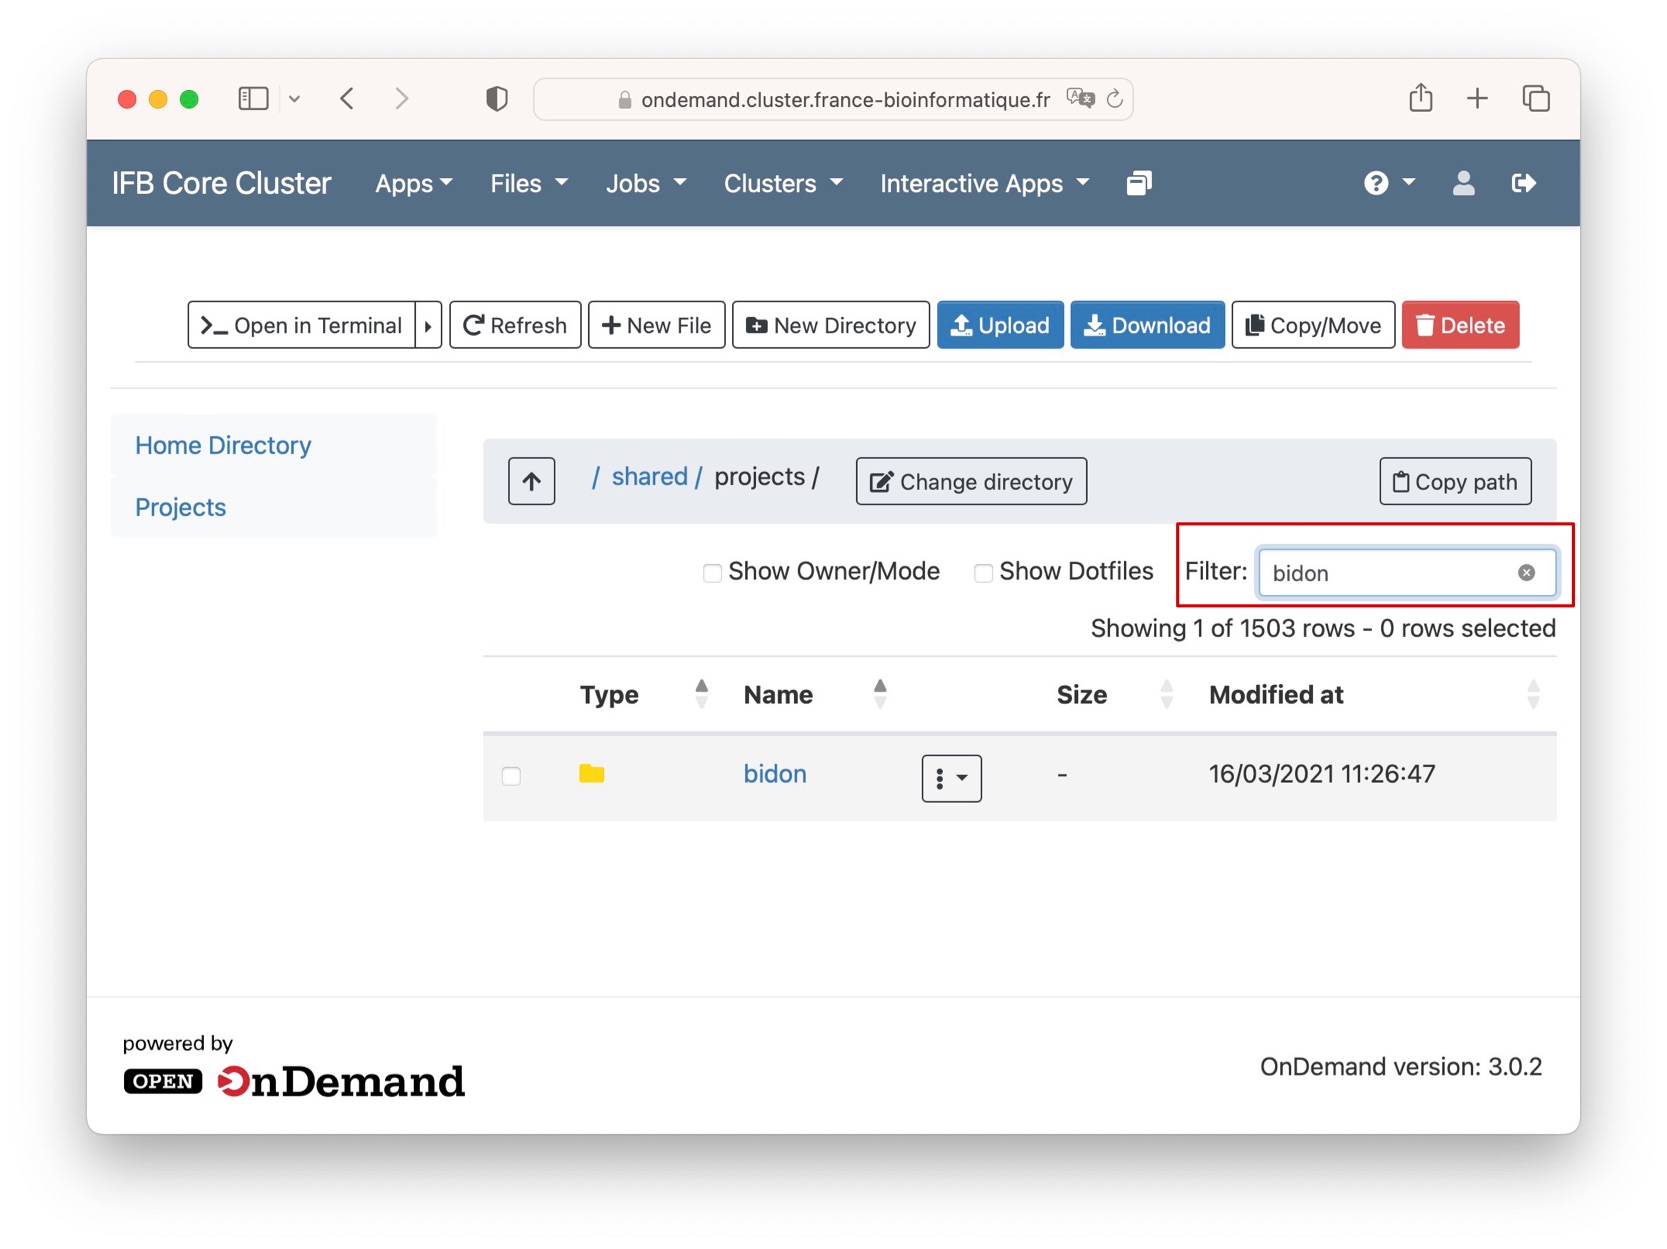 ondemand.cluster.france-bioinformatique.fr
IFB Core Cluster Apps Files Jobs Clusters Interactive Apps
Open in Terminal Refresh New File New Directory Upload Download Copy/Move Delete
Home Directory
Projects
/ shared / projects / Change directory Copy path
Show Owner/Mode Show Dotfiles Filter: bidon
Showing 1 of 1503 rows - 0 rows selected
Type Name Size Modified at
bidon - 16/03/2021 11:26:47
powered by
OPEN OnDemand
OnDemand version: 3.0.2